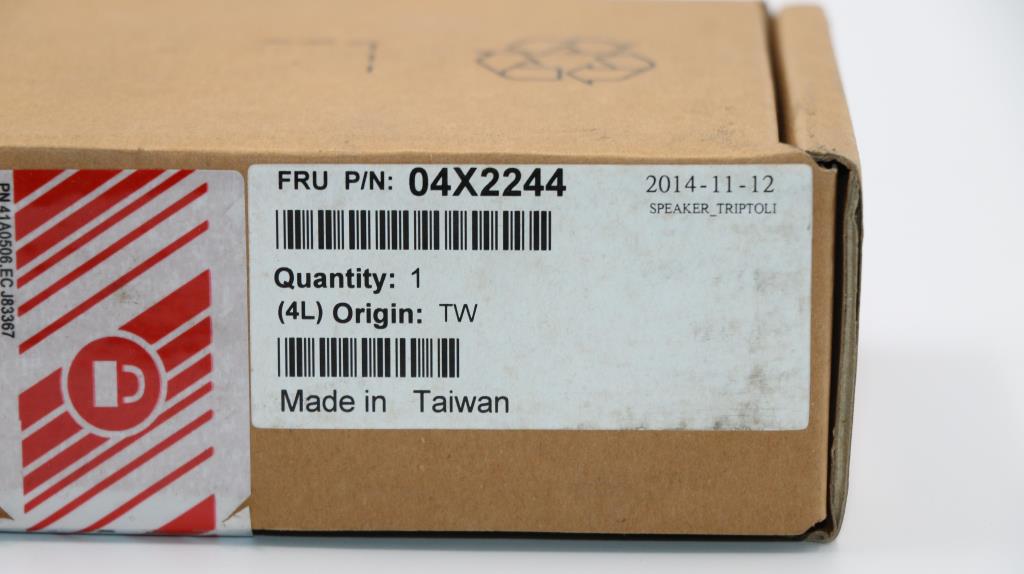 FRU P/N: 04X2244
2014-11-12
SPEAKER_TRIPTOLI
Quantity: 1
(4L) Origin: TW
Made in Taiwan
PN 41A0506,EC J83367